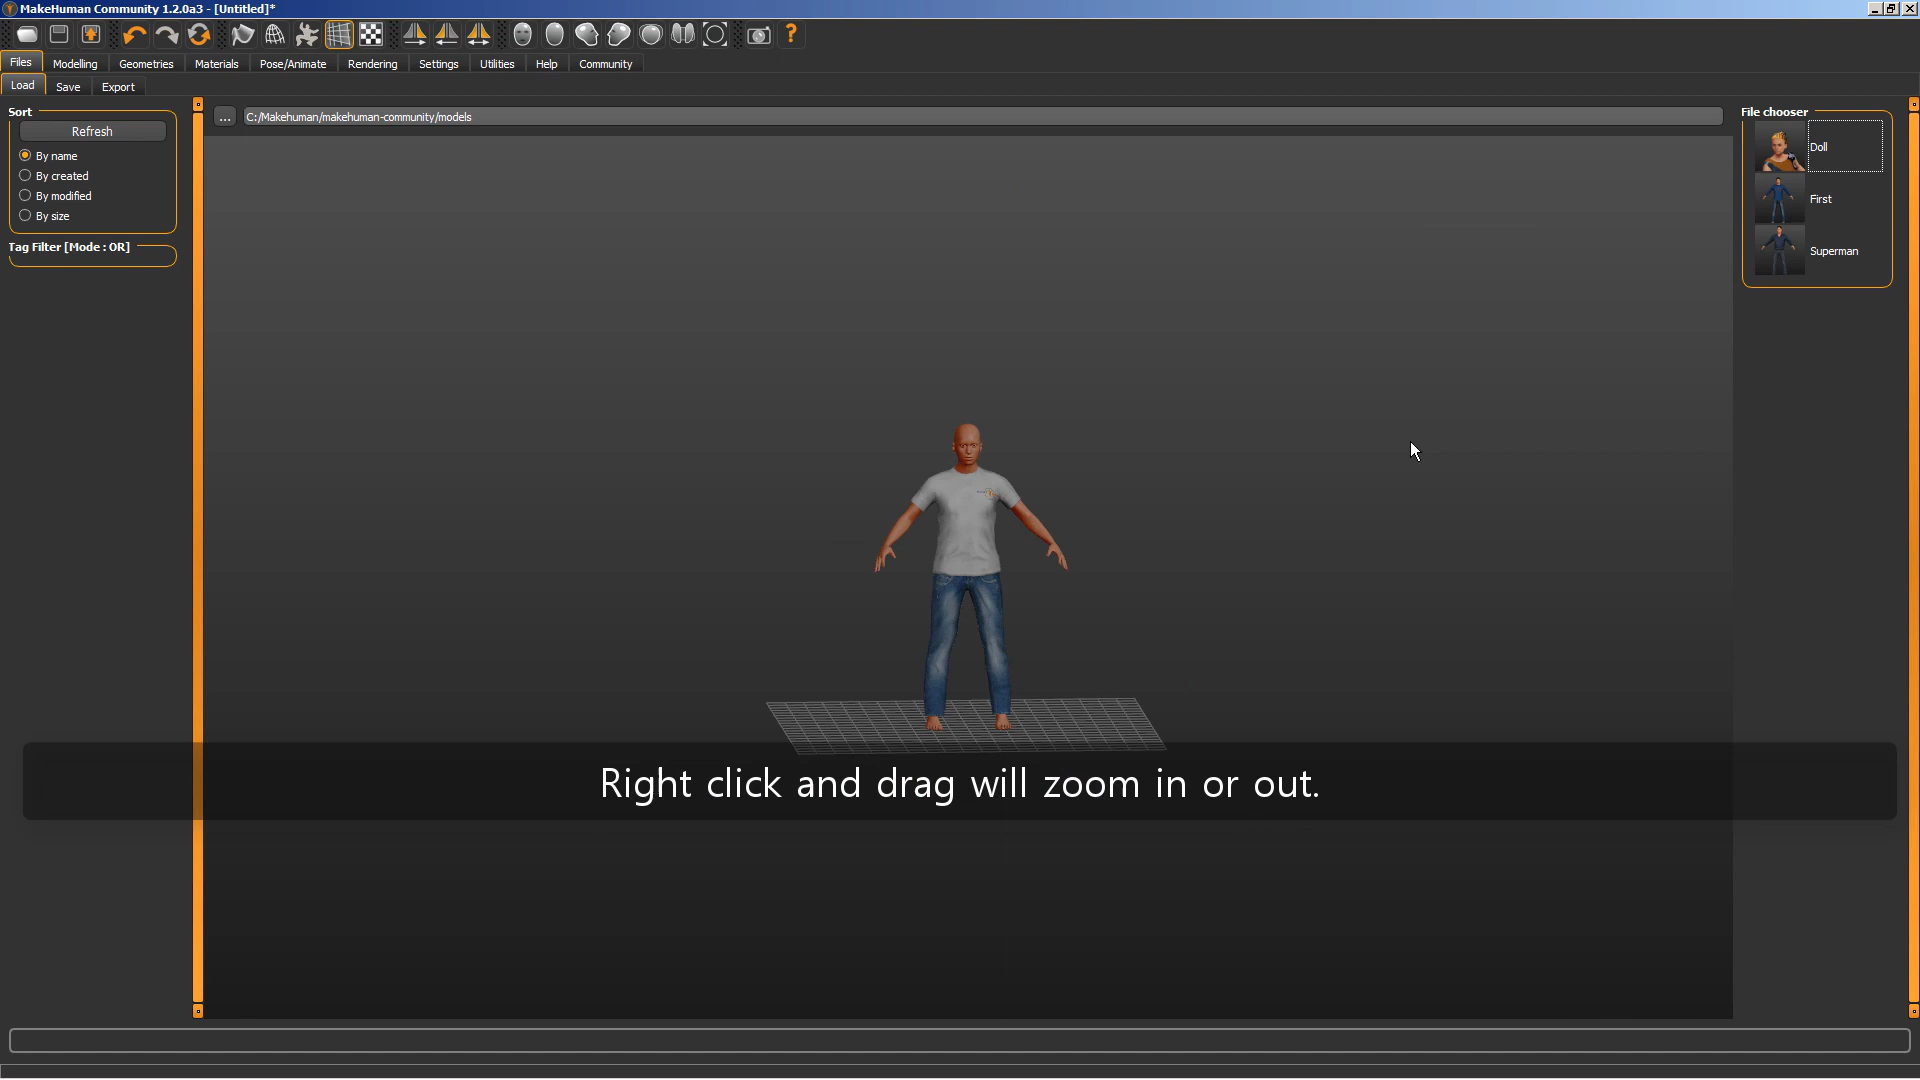 MakeHuman Community 1.2.0a3 - [Untitled]*
Files Modelling Geometries Materials Pose/Animate Rendering Settings Utilities Help Community
Load Save Export
Sort
Refresh
By name
By created
By modified
By size
Tag Filter [Mode : OR]
... C:/Makehuman/makehuman-community/models
File chooser
Doll
First
Superman
Right click and drag will zoom in or out.